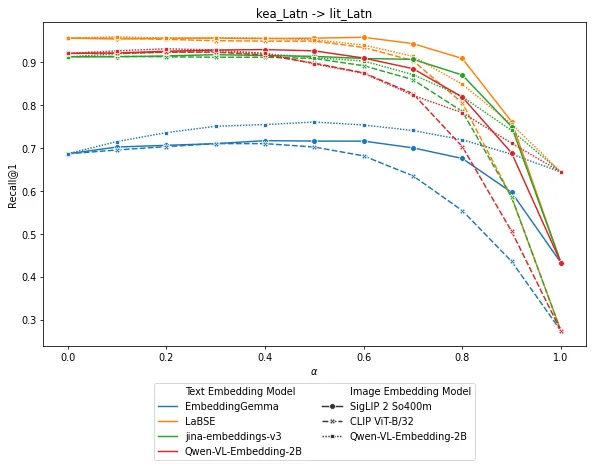 kea_Latn -> lit_Latn
Recall@1
0.9
0.8
0.7
0.6
0.5
0.4
0.3
0.0 0.2 0.4 0.6 0.8 1.0
α
Text Embedding Model Image Embedding Model
EmbeddingGemma SigLIP 2 So400m
LaBSE CLIP ViT-B/32
jina-embeddings-v3 Qwen-VL-Embedding-2B
Qwen-VL-Embedding-2B